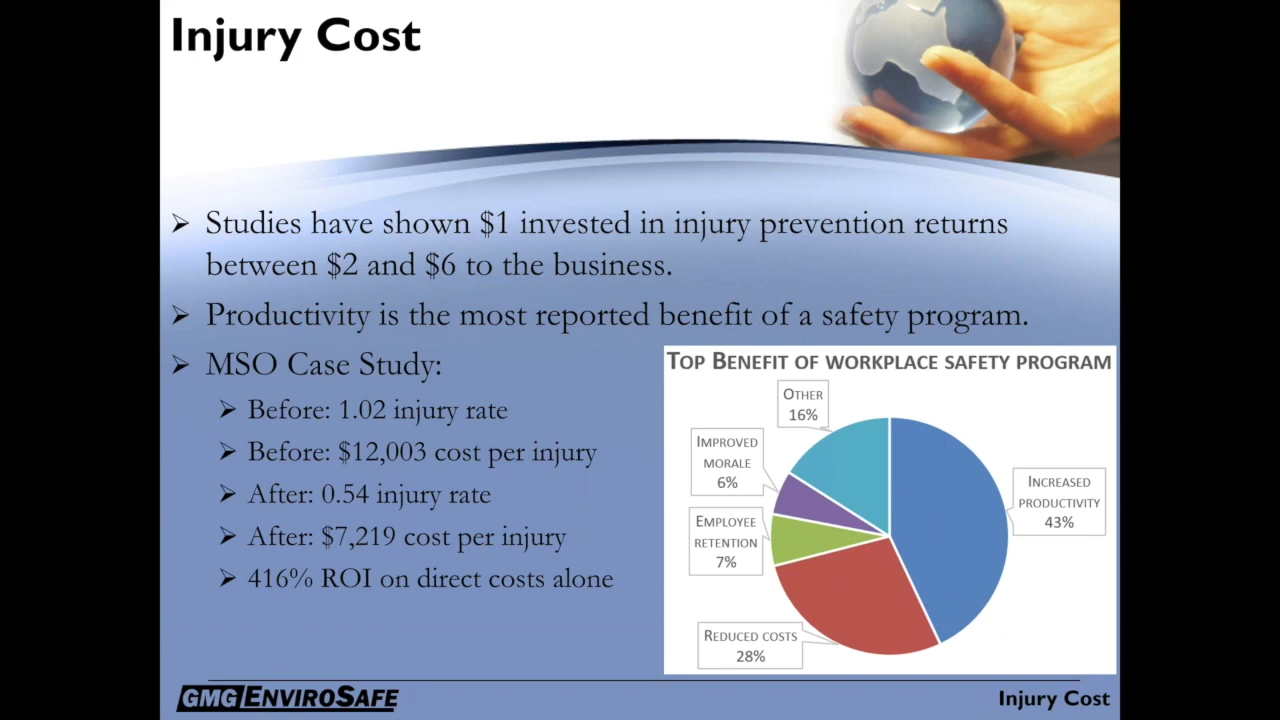 Injury Cost
➢ Studies have shown $1 invested in injury prevention returns
between $2 and $6 to the business.
➢ Productivity is the most reported benefit of a safety program.
➢ MSO Case Study:
➢ Before: 1.02 injury rate
➢ Before: $12,003 cost per injury
➢ After: 0.54 injury rate
➢ After: $7,219 cost per injury
➢ 416% ROI on direct costs alone
TOP BENEFIT OF WORKPLACE SAFETY PROGRAM
OTHER
16%
IMPROVED
MORALE
6%
EMPLOYEE
RETENTION
7%
INCREASED
PRODUCTIVITY
43%
REDUCED COSTS
28%
GMG ENVIROSAFE
Injury Cost